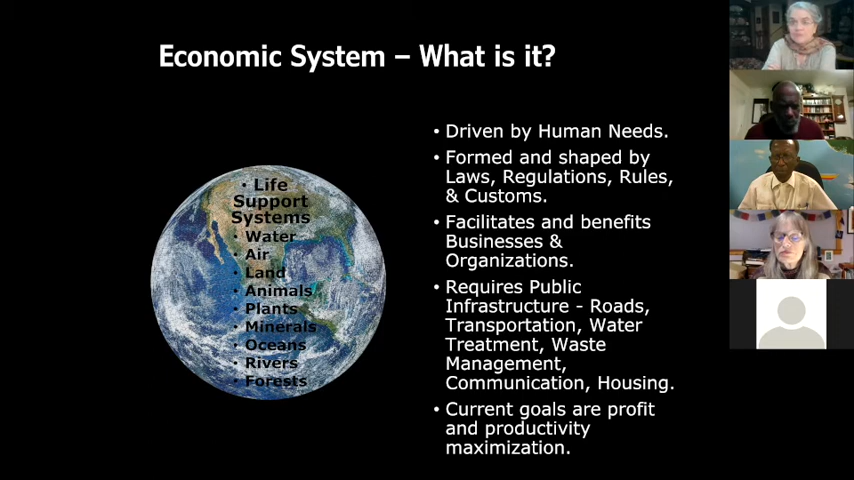 Economic System – What is it?
• Life
Support
Systems
• Water
• Air
• Land
• Animals
• Plants
• Minerals
• Oceans
• Rivers
• Forests
• Driven by Human Needs.
• Formed and shaped by
Laws, Regulations, Rules,
& Customs.
• Facilitates and benefits
Businesses &
Organizations.
• Requires Public
Infrastructure - Roads,
Transportation, Water
Treatment, Waste
Management,
Communication, Housing.
• Current goals are profit
and productivity
maximization.